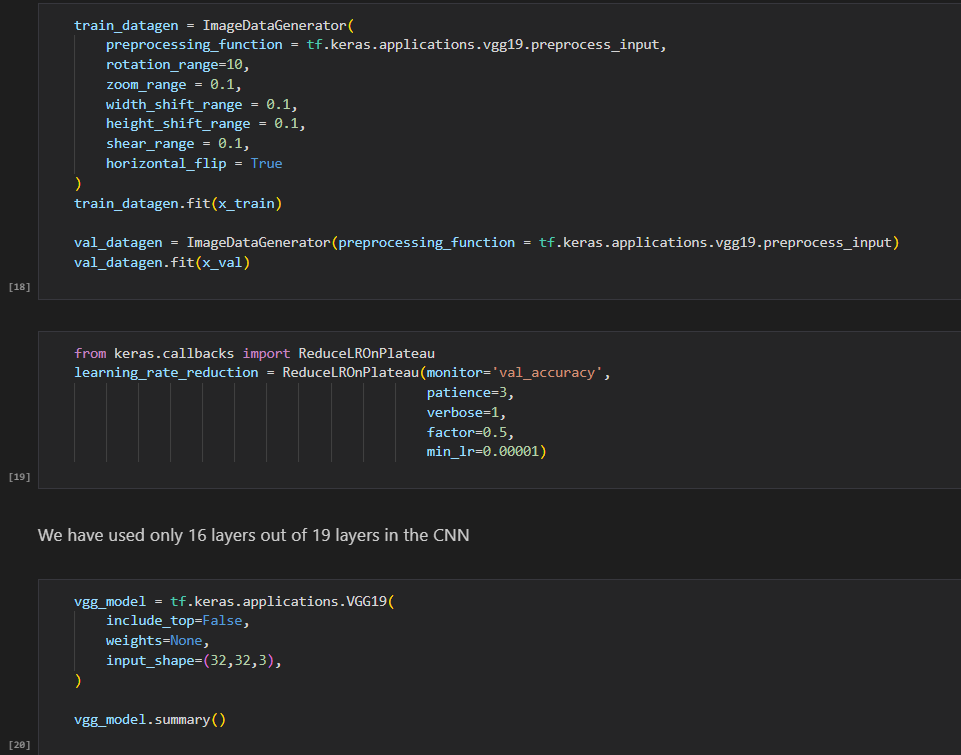 train_datagen = ImageDataGenerator(
    preprocessing_function = tf.keras.applications.vgg19.preprocess_input,
    rotation_range=10,
    zoom_range = 0.1,
    width_shift_range = 0.1,
    height_shift_range = 0.1,
    shear_range = 0.1,
    horizontal_flip = True
)
train_datagen.fit(x_train)
val_datagen = ImageDataGenerator(preprocessing_function = tf.keras.applications.vgg19.preprocess_input)
val_datagen.fit(x_val)
[18]
from keras.callbacks import ReduceLROnPlateau
learning_rate_reduction = ReduceLROnPlateau(monitor='val_accuracy',
                                            patience=3,
                                            verbose=1,
                                            factor=0.5,
                                            min_lr=0.00001)
[19]
We have used only 16 layers out of 19 layers in the CNN
vgg_model = tf.keras.applications.VGG19(
    include_top=False,
    weights=None,
    input_shape=(32,32,3),
)
vgg_model.summary()
[20]